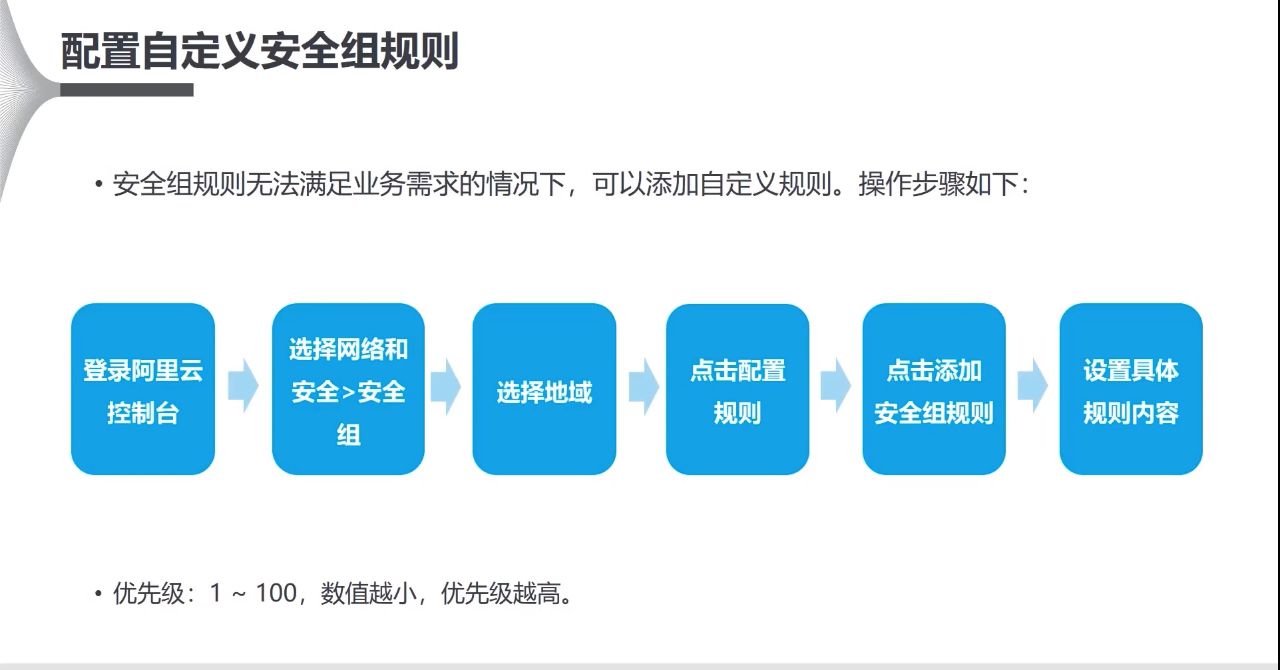 配置自定义安全组规则
• 安全组规则无法满足业务需求的情况下，可以添加自定义规则。操作步骤如下：
登录阿里云
控制台
选择网络和
安全>安全
组
选择地域
点击配置
规则
点击添加
安全组规则
设置具体
规则内容
• 优先级：1 ~ 100，数值越小，优先级越高。